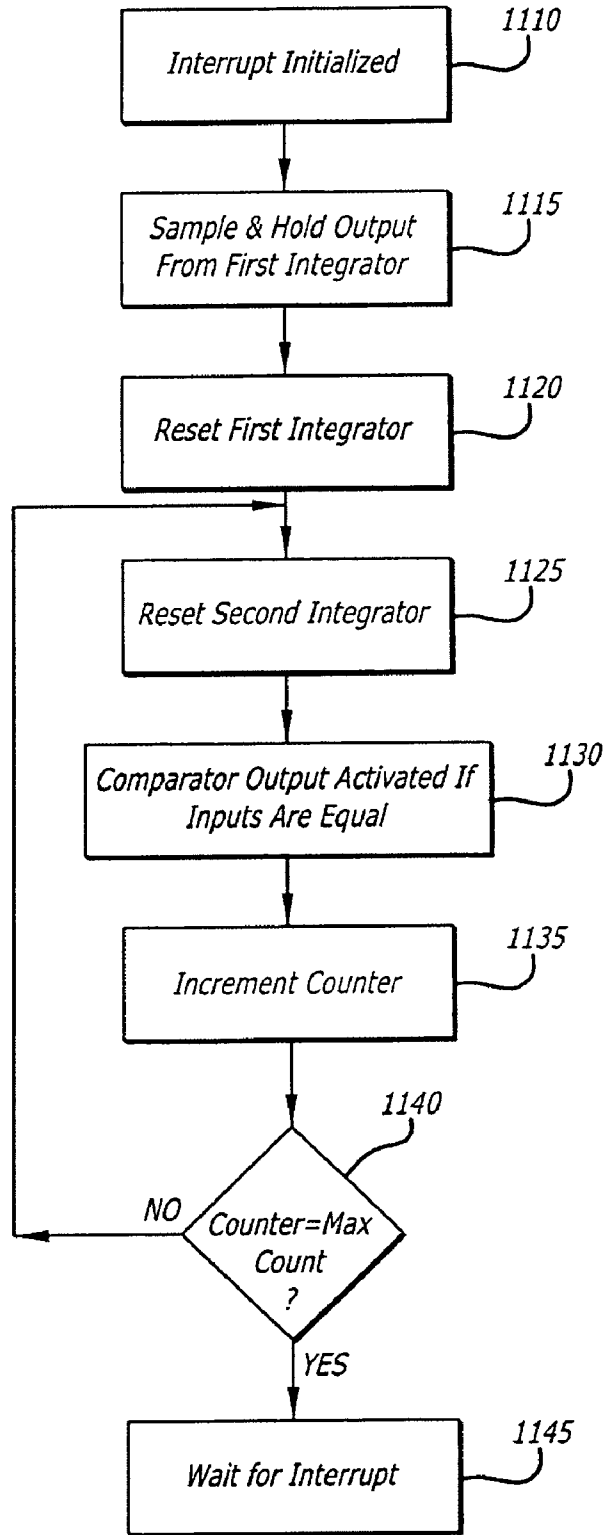 1110
Interrupt Initialized
1115
Sample & Hold Output
From First Integrator
1120
Reset First Integrator
1125
Reset Second Integrator
1130
Comparator Output Activated If
Inputs Are Equal
1135
Increment Counter
1140
NO
Counter=Max
Count
?
YES
1145
Wait for Interrupt